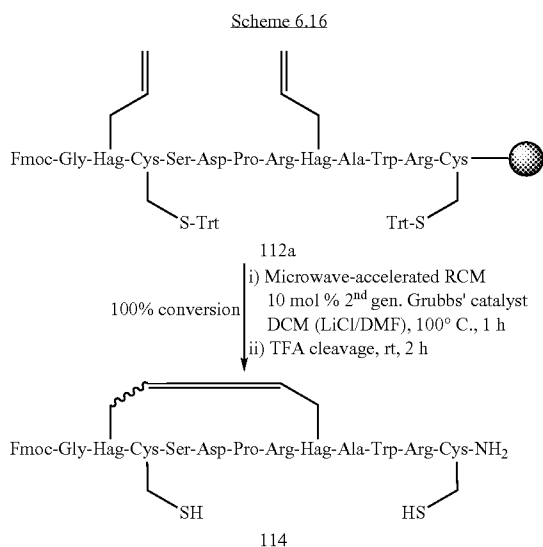 Scheme 6.16
Fmoc-Gly-Hag-Cys-Ser-Asp-Pro-Arg-Hag-Ala-Trp-Arg-Cys
S-Trt
Trt-S
112a
100% conversion
i) Microwave-accelerated RCM
10 mol % 2nd gen. Grubbs' catalyst
DCM (LiCl/DMF), 100° C., 1 h
ii) TFA cleavage, rt, 2 h
Fmoc-Gly-Hag-Cys-Ser-Asp-Pro-Arg-Hag-Ala-Trp-Arg-Cys-NH2
SH
HS
114